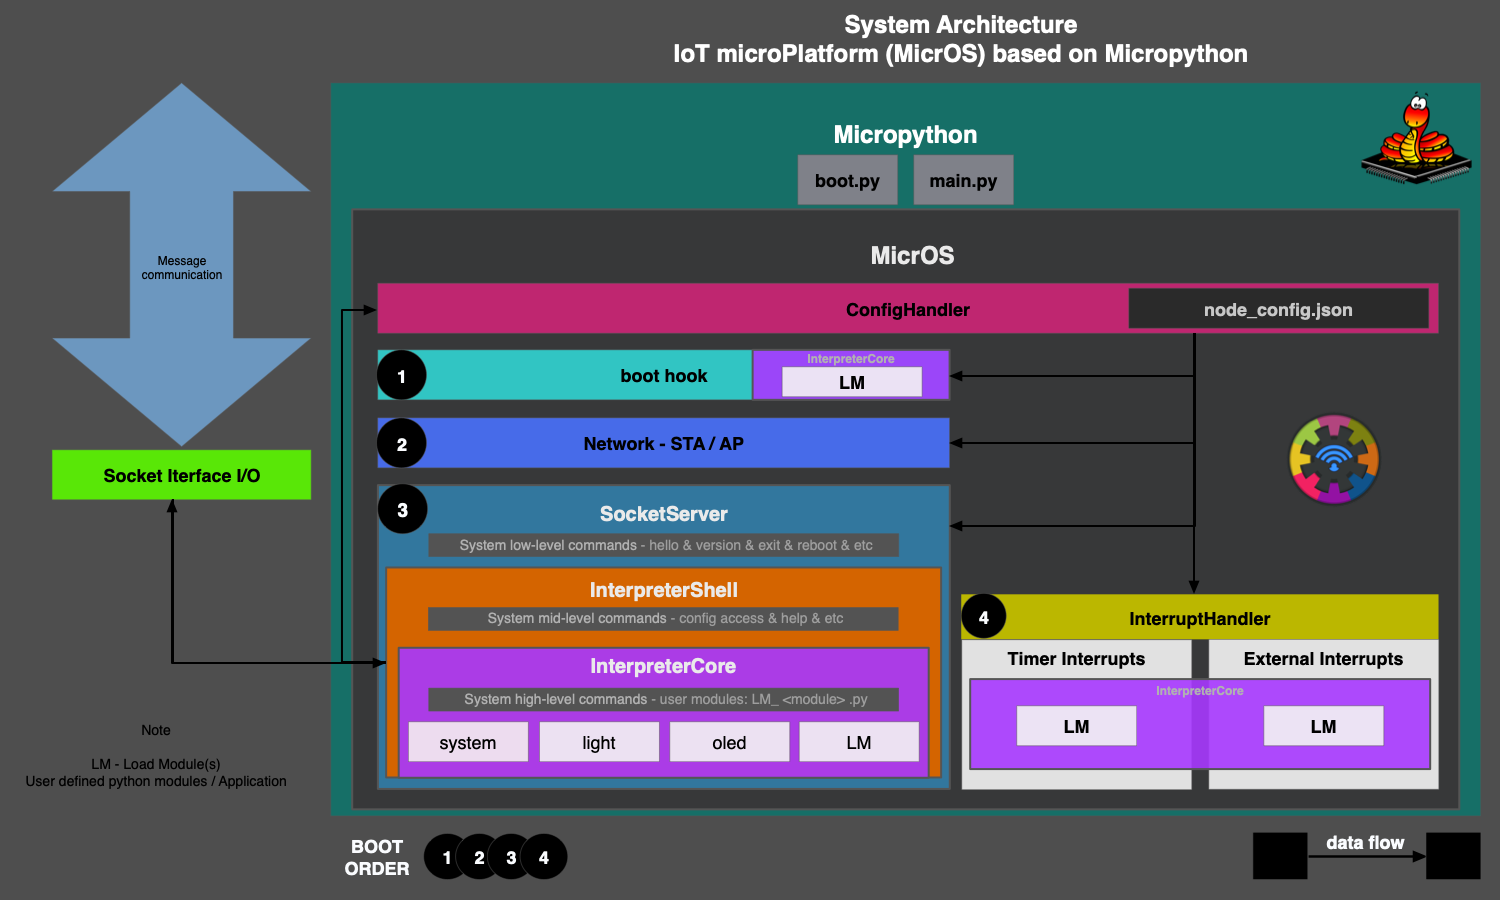 System Architecture
IoT microPlatform (MicrOS) based on Micropython
Micropython
boot.py
main.py
MicrOS
Message
communication
ConfigHandler
node_config.json
1
boot hook
InterpreterCore
LM
2
Network - STA / AP
Socket Iterface I/O
3
SocketServer
System low-level commands - hello & version & exit & reboot & etc
InterpreterShell
System mid-level commands - config access & help & etc
InterpreterCore
System high-level commands - user modules: LM_ <module> .py
system
light
oled
LM
4
InterruptHandler
Timer Interrupts
External Interrupts
InterpreterCore
LM
LM
Note
LM - Load Module(s)
User defined python modules / Application
BOOT
ORDER
1
2
3
4
data flow